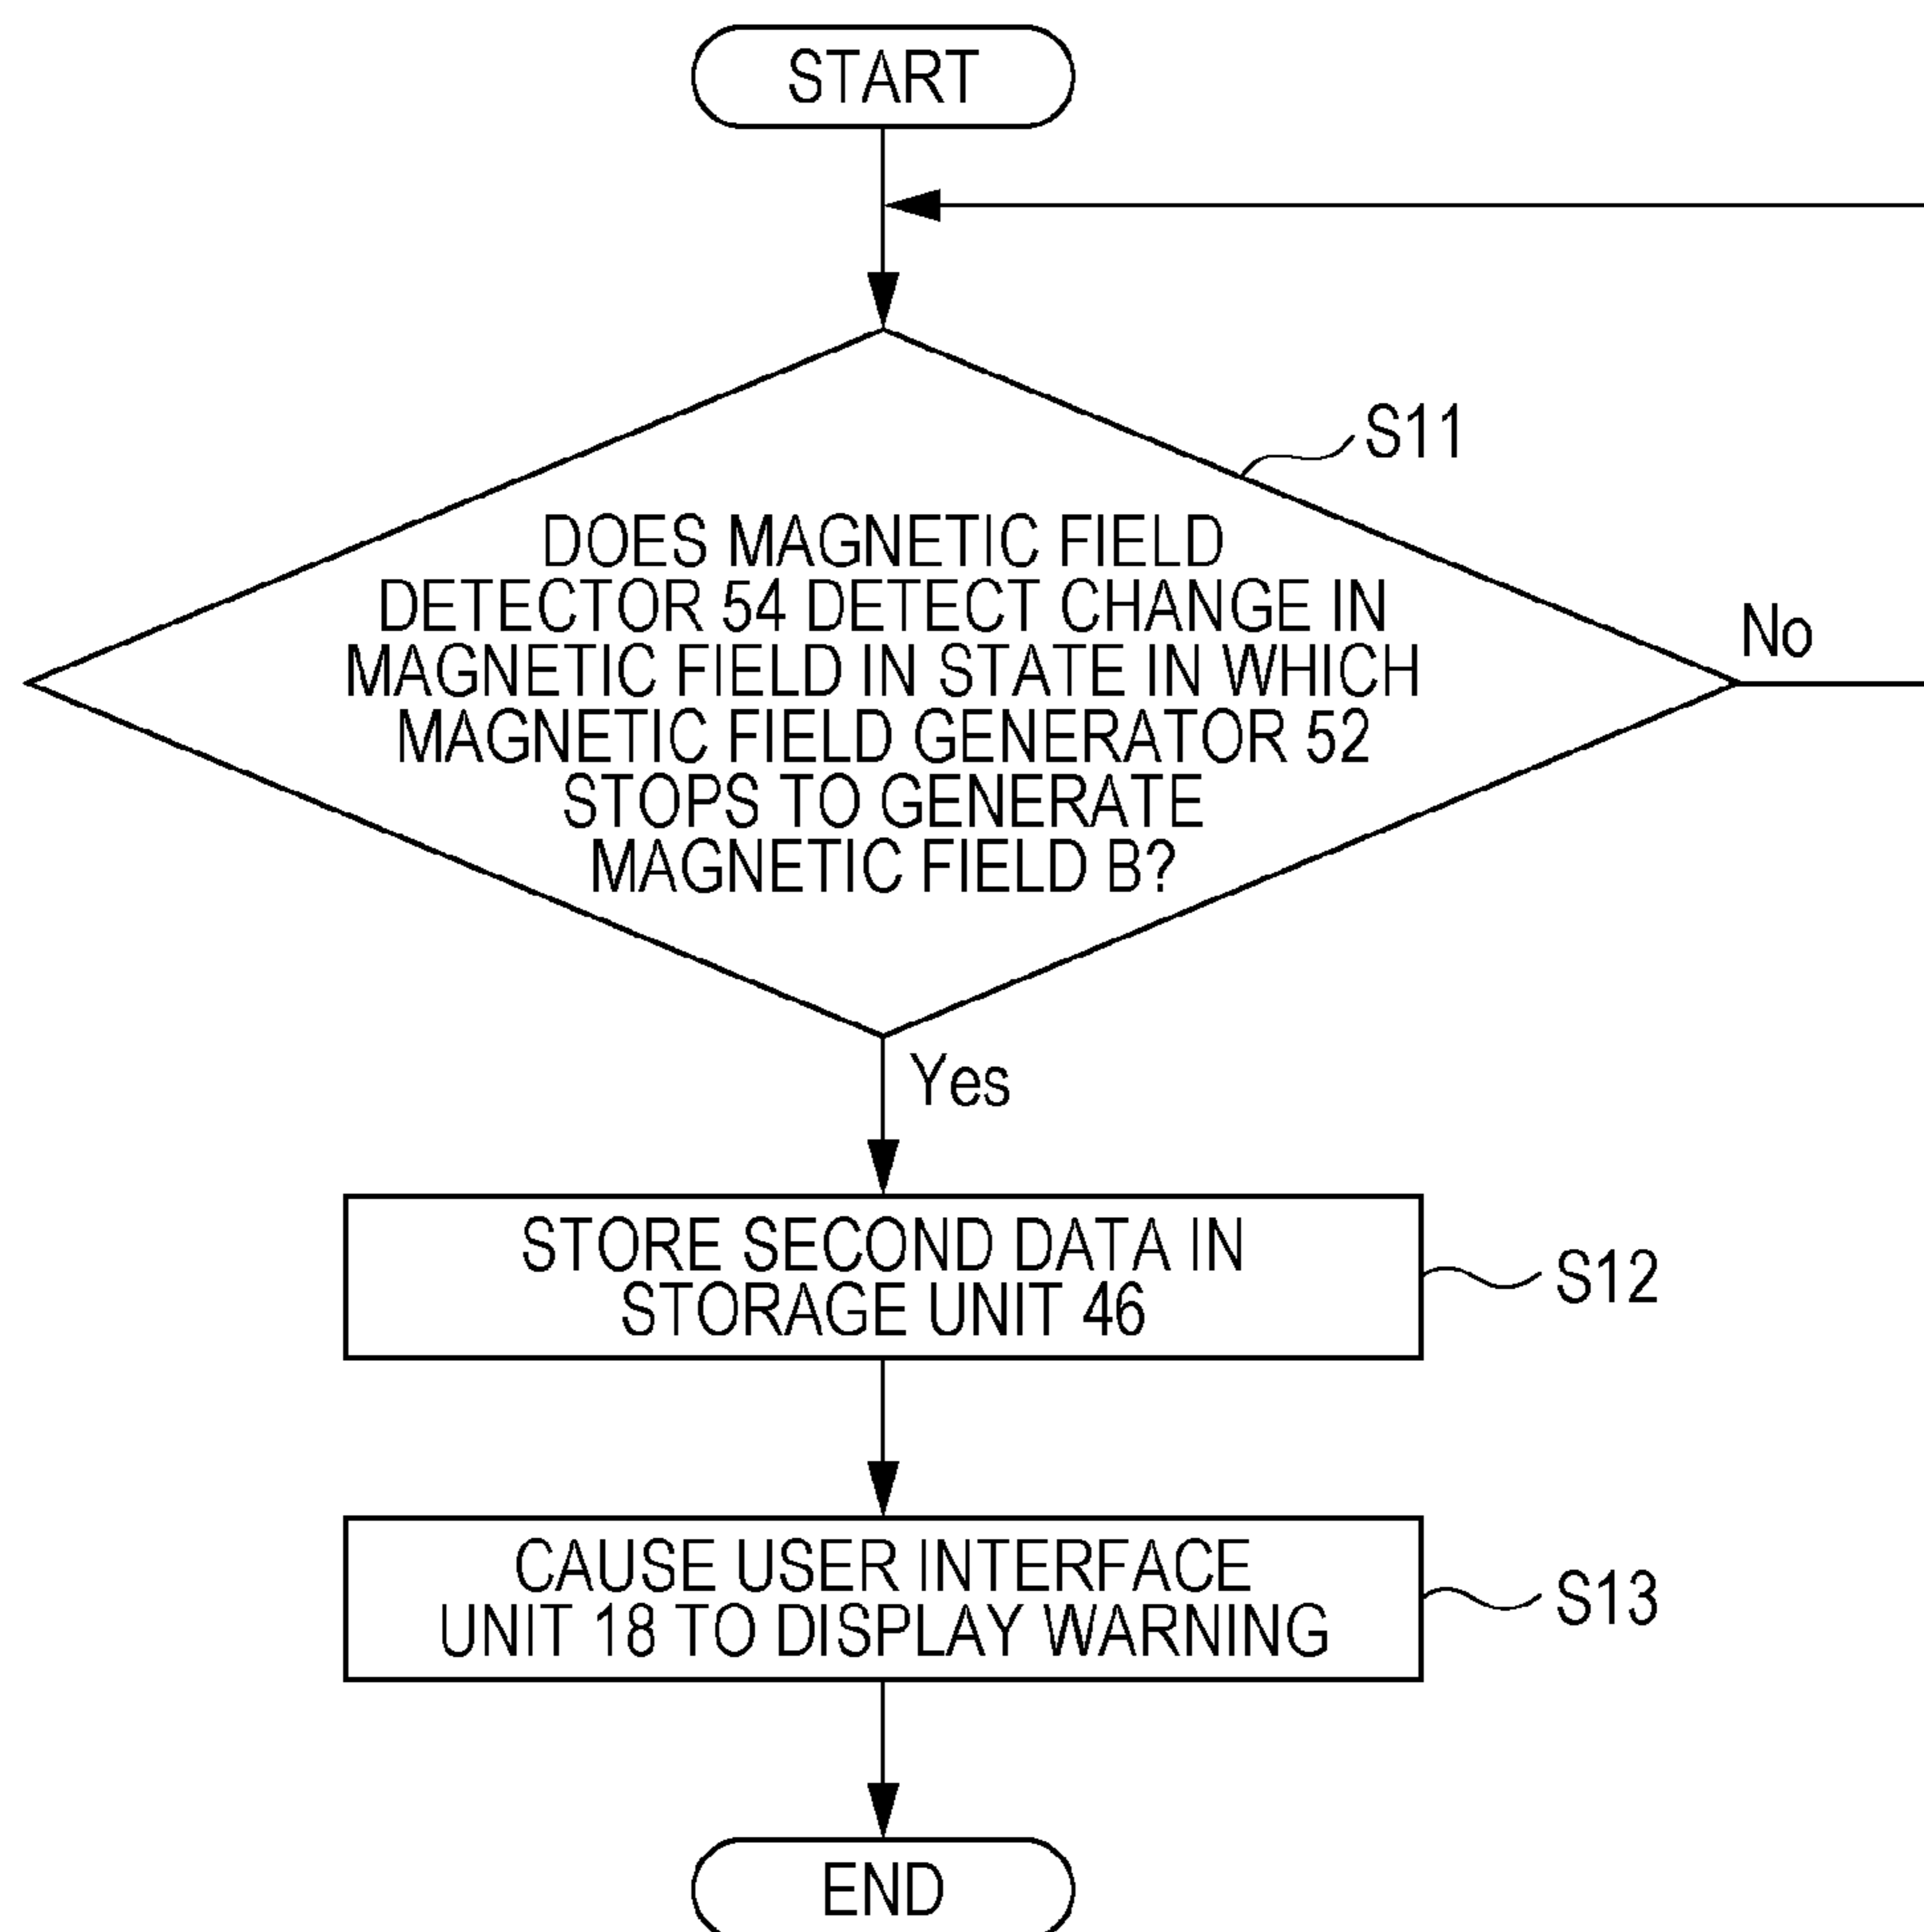 START
S11
DOES MAGNETIC FIELD
DETECTOR 54 DETECT CHANGE IN
MAGNETIC FIELD IN STATE IN WHICH
MAGNETIC FIELD GENERATOR 52
STOPS TO GENERATE
MAGNETIC FIELD B?
No
Yes
STORE SECOND DATA IN
STORAGE UNIT 46
S12
CAUSE USER INTERFACE
UNIT 18 TO DISPLAY WARNING
S13
END